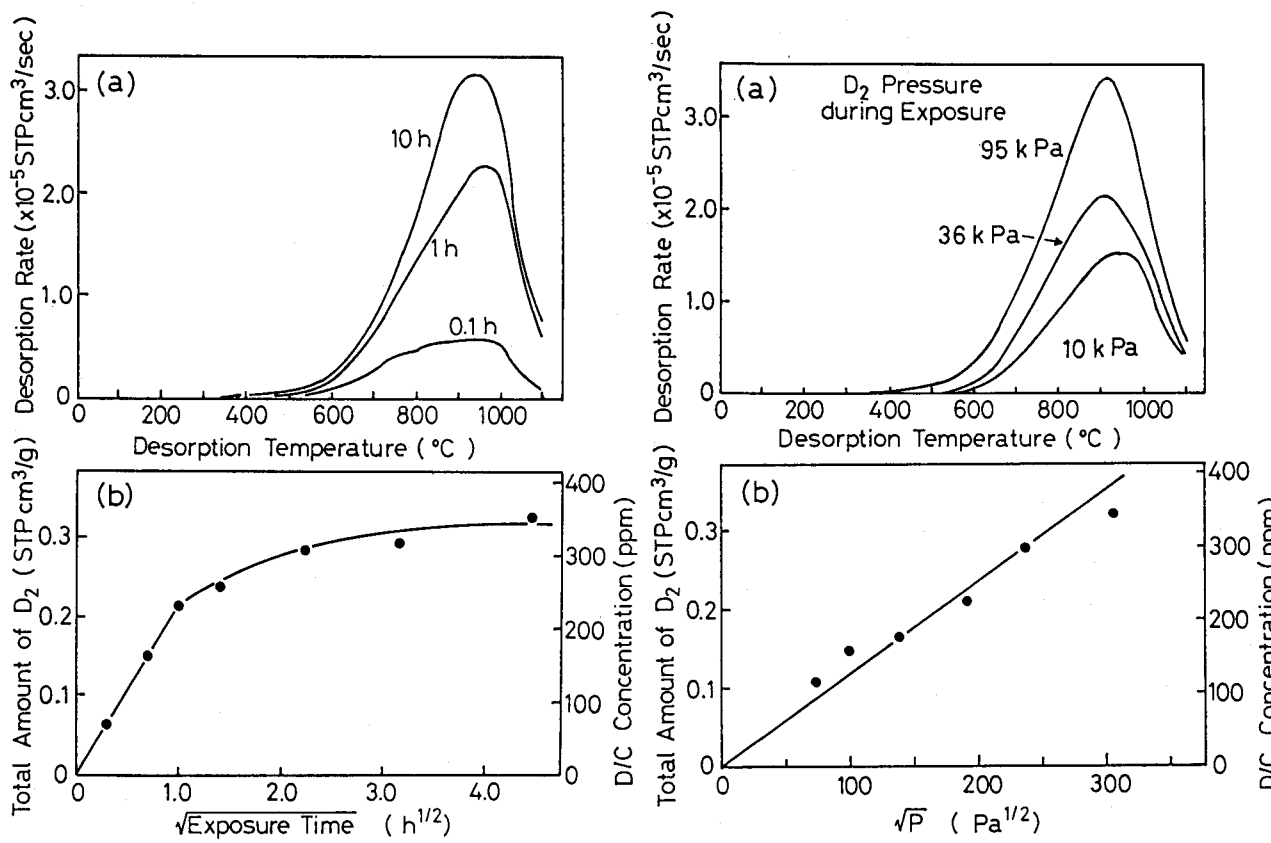 (a)
Desorption Rate (x10⁻⁵ STPcm³/sec)
3.0
2.0
1.0
0
10 h
1 h
0.1 h
0 200 400 600 800 1000
Desorption Temperature (°C)
(b)
Total Amount of D₂ (STPcm³/g)
0.3
0.2
0.1
0
D/C Concentration (ppm)
400
300
200
100
0
0 1.0 2.0 3.0 4.0
√Exposure Time (h^1/2)
(a)
Desorption Rate (x10⁻⁵ STPcm³/sec)
3.0
2.0
1.0
0
D₂ Pressure
during Exposure
95 kPa
36 kPa
10 kPa
0 200 400 600 800 1000
Desorption Temperature (°C)
(b)
Total Amount of D₂ (STPcm³/g)
0.3
0.2
0.1
0
D/C Concentration (ppm)
400
300
200
100
0
0 100 200 300
√P (Pa^1/2)